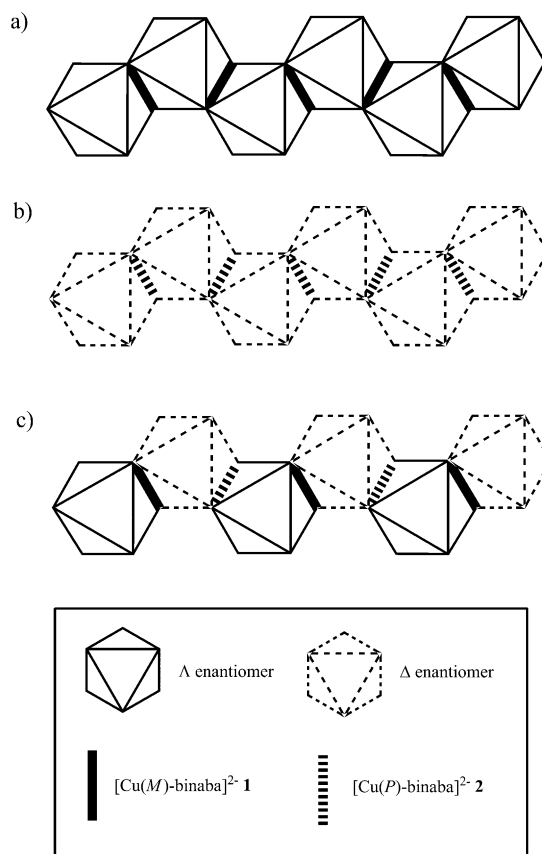 a)
b)
c)
Λ enantiomer
Δ enantiomer
[Cu(M)-binaba]²⁻ 1
[Cu(P)-binaba]²⁻ 2